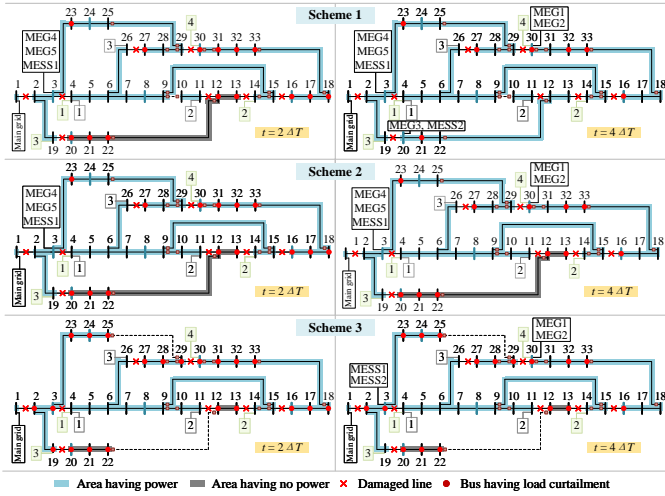 Scheme 1
23 24 25
4
MEG4
MEG5
MESS1
3
26 27 28 29 30 31 32 33
1 2 3 4 5 6 7 8 9 10 11 12 13 14 15 16 17 18
Main grid
1 1 2 2
3
19 20 21 22
t = 2 ΔT
23 24 25
4
MEG1
MEG2
MEG4
MEG5
MESS1
3
26 27 28 29 30 31 32 33
1 2 3 4 5 6 7 8 9 10 11 12 13 14 15 16 17 18
Main grid
1 1 2 2
MEG3, MESS2
3
19 20 21 22
t = 4 ΔT
Scheme 2
23 24 25
4
MEG4
MEG5
MESS1
3
26 27 28 29 30 31 32 33
1 2 3 4 5 6 7 8 9 10 11 12 13 14 15 16 17 18
Main grid
1 1 2 2
3
19 20 21 22
t = 2 ΔT
23 24 25
4
MEG1
MEG2
MEG4
MEG5
MESS1
3
26 27 28 29 30 31 32 33
1 2 3 4 5 6 7 8 9 10 11 12 13 14 15 16 17 18
Main grid
1 1 2 2
3
19 20 21 22
t = 4 ΔT
Scheme 3
23 24 25
4
3
26 27 28 29 30 31 32 33
1 2 3 4 5 6 7 8 9 10 11 12 13 14 15 16 17 18
Main grid
1 1 2 2
3
19 20 21 22
t = 2 ΔT
23 24 25
4
MEG1
MEG2
MESS1
MESS2
3
26 27 28 29 30 31 32 33
1 2 3 4 5 6 7 8 9 10 11 12 13 14 15 16 17 18
Main grid
1 1 2 2
3
19 20 21 22
t = 4 ΔT
Area having power Area having no power Damaged line Bus having load curtailment